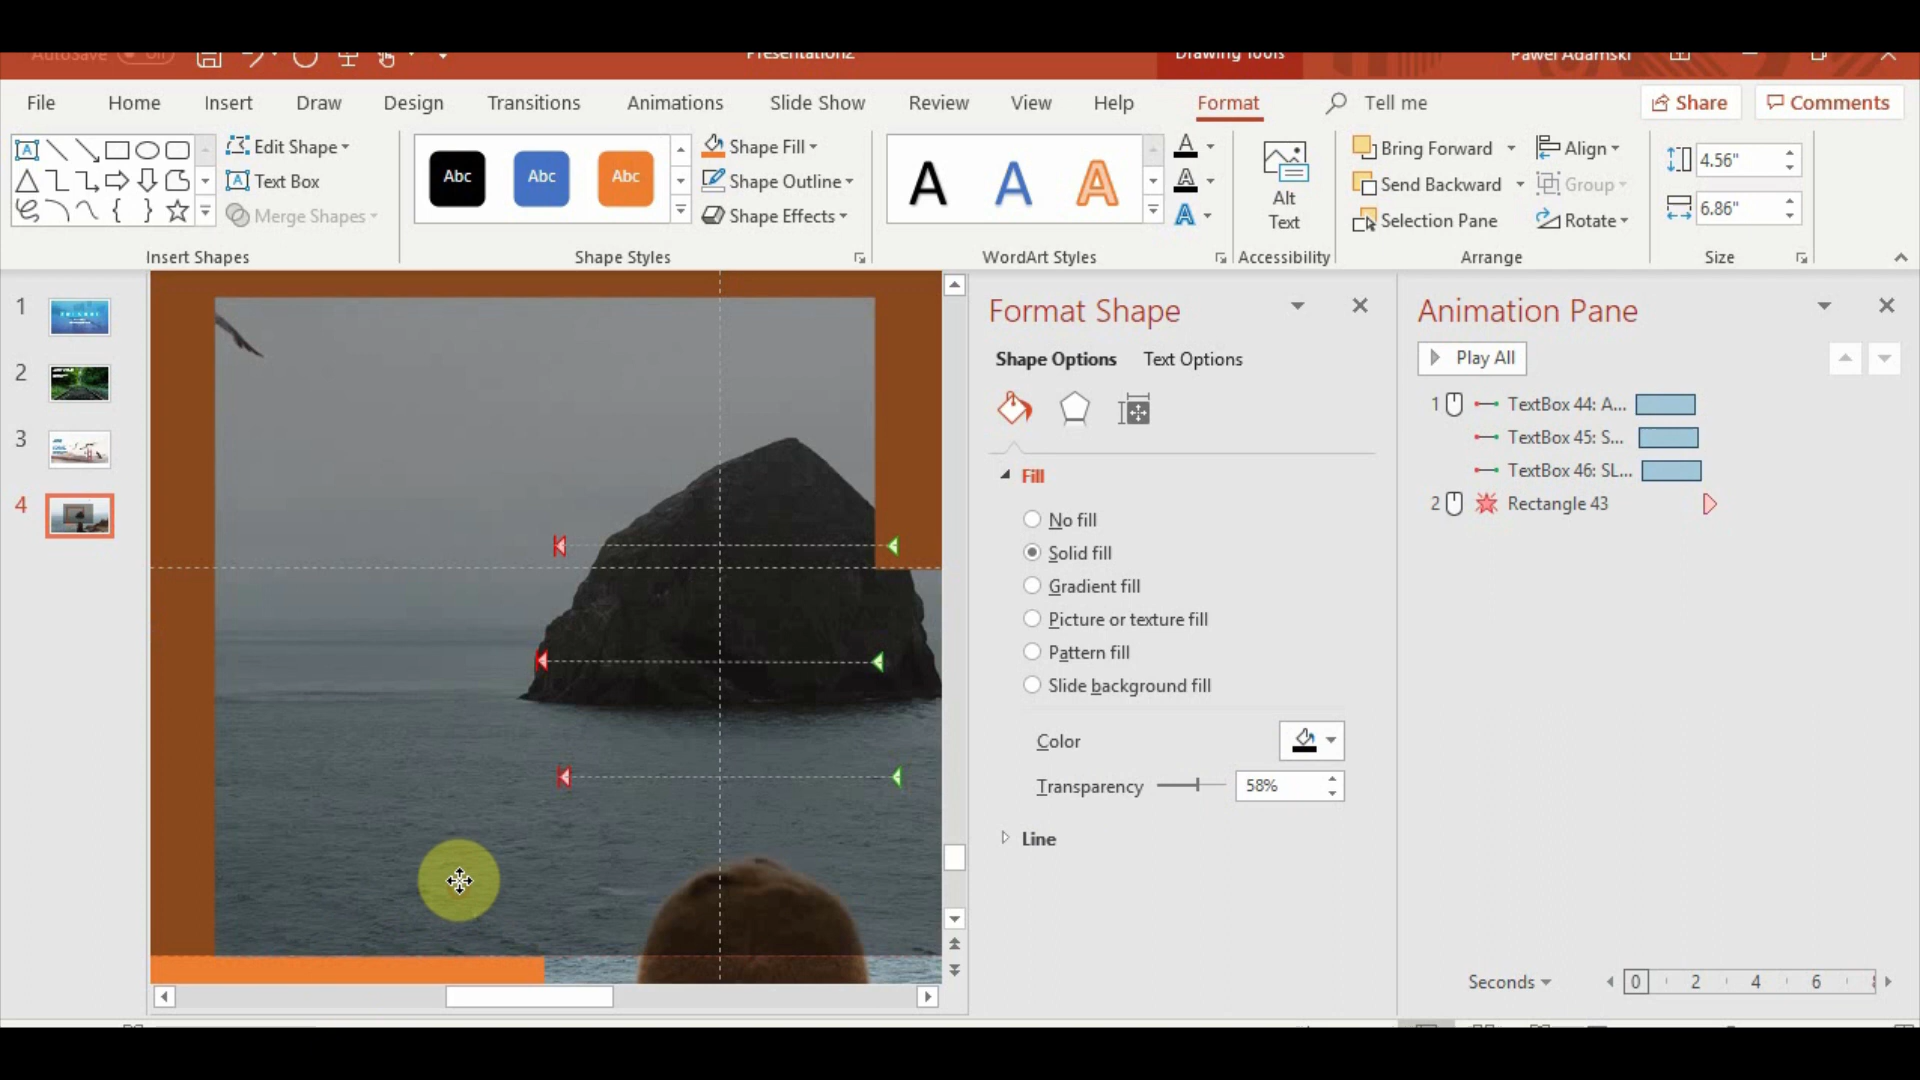 AutoSave Off Presentation2 Drawing Tools Pawel Adamski
File Home Insert Draw Design Transitions Animations Slide Show Review View Help Format Tell me Share Comments
Edit Shape
Text Box
Merge Shapes
Insert Shapes
Abc Abc Abc
Shape Fill
Shape Outline
Shape Effects
Shape Styles
A A A
A
A
A
WordArt Styles
Alt
Text
Accessibility
Bring Forward
Send Backward
Selection Pane
Align
Group
Rotate
Arrange
4.56"
6.86"
Size
1
2
3
4
Format Shape
Shape Options Text Options
Fill
No fill
Solid fill
Gradient fill
Picture or texture fill
Pattern fill
Slide background fill
Color
Transparency 58%
Line
Animation Pane
Play All
1 TextBox 44: A...
TextBox 45: S...
TextBox 46: SL...
2 Rectangle 43
Seconds 0 2 4 6